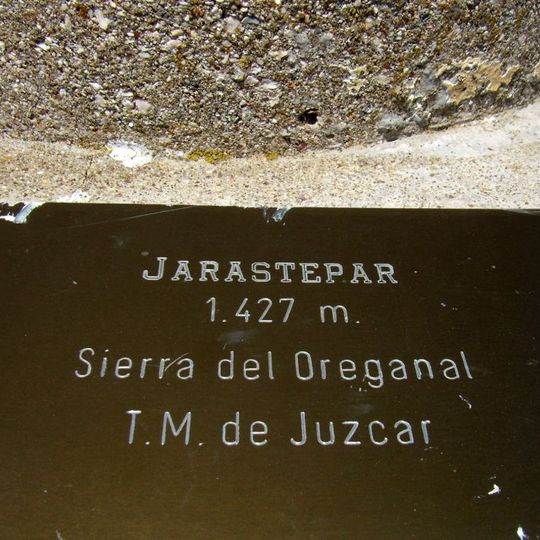 JARASTEPAR
1.427 m.
Sierra del Oreganal
T.M. de Juzcar